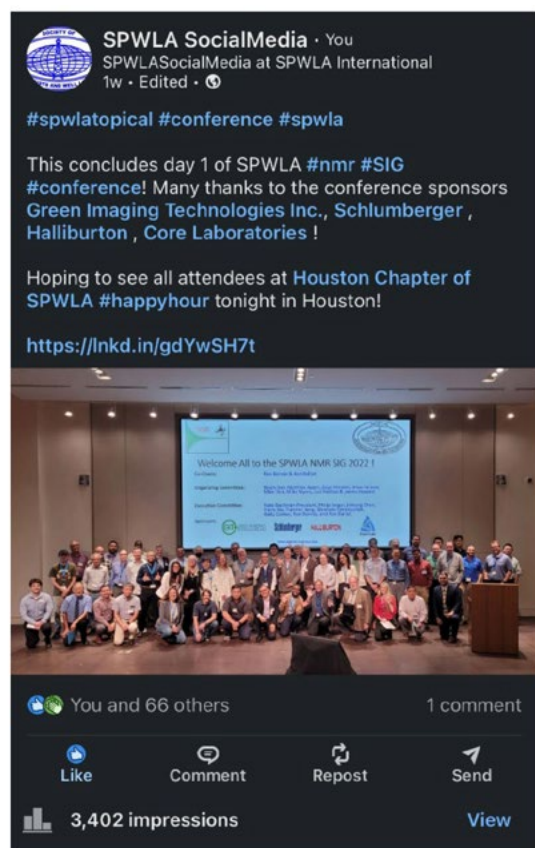 SOCIETY OF
SPWLA SocialMedia · You
SPWLASocialMedia at SPWLA International
1w · Edited ·
#spwlatopical #conference #spwla
This concludes day 1 of SPWLA #nmr #SIG
#conference! Many thanks to the conference sponsors
Green Imaging Technologies Inc., Schlumberger ,
Halliburton , Core Laboratories !
Hoping to see all attendees at Houston Chapter of
SPWLA #happyhour tonight in Houston!
https://lnkd.in/gdYwSH7t
Welcome All to the SPWLA NMR SIG 2022 !
Organizing Committee:
Schlumberger HALLIBURTON
You and 66 others 1 comment
Like Comment Repost Send
3,402 impressions View